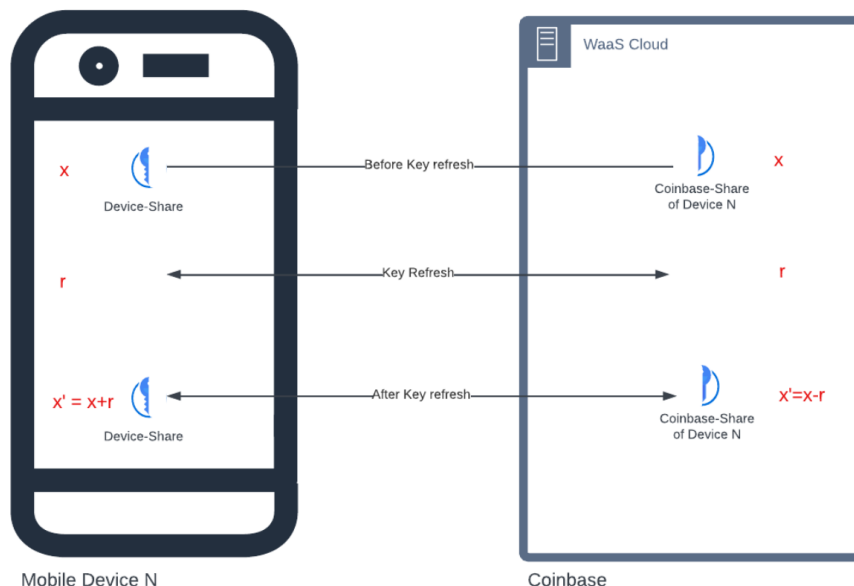 WaaS Cloud
x
Before Key refresh
x
Device-Share
Coinbase-Share
of Device N
r
Key Refresh
r
x' = x+r
After Key refresh
x'=x-r
Device-Share
Coinbase-Share
of Device N
Mobile Device N
Coinbase